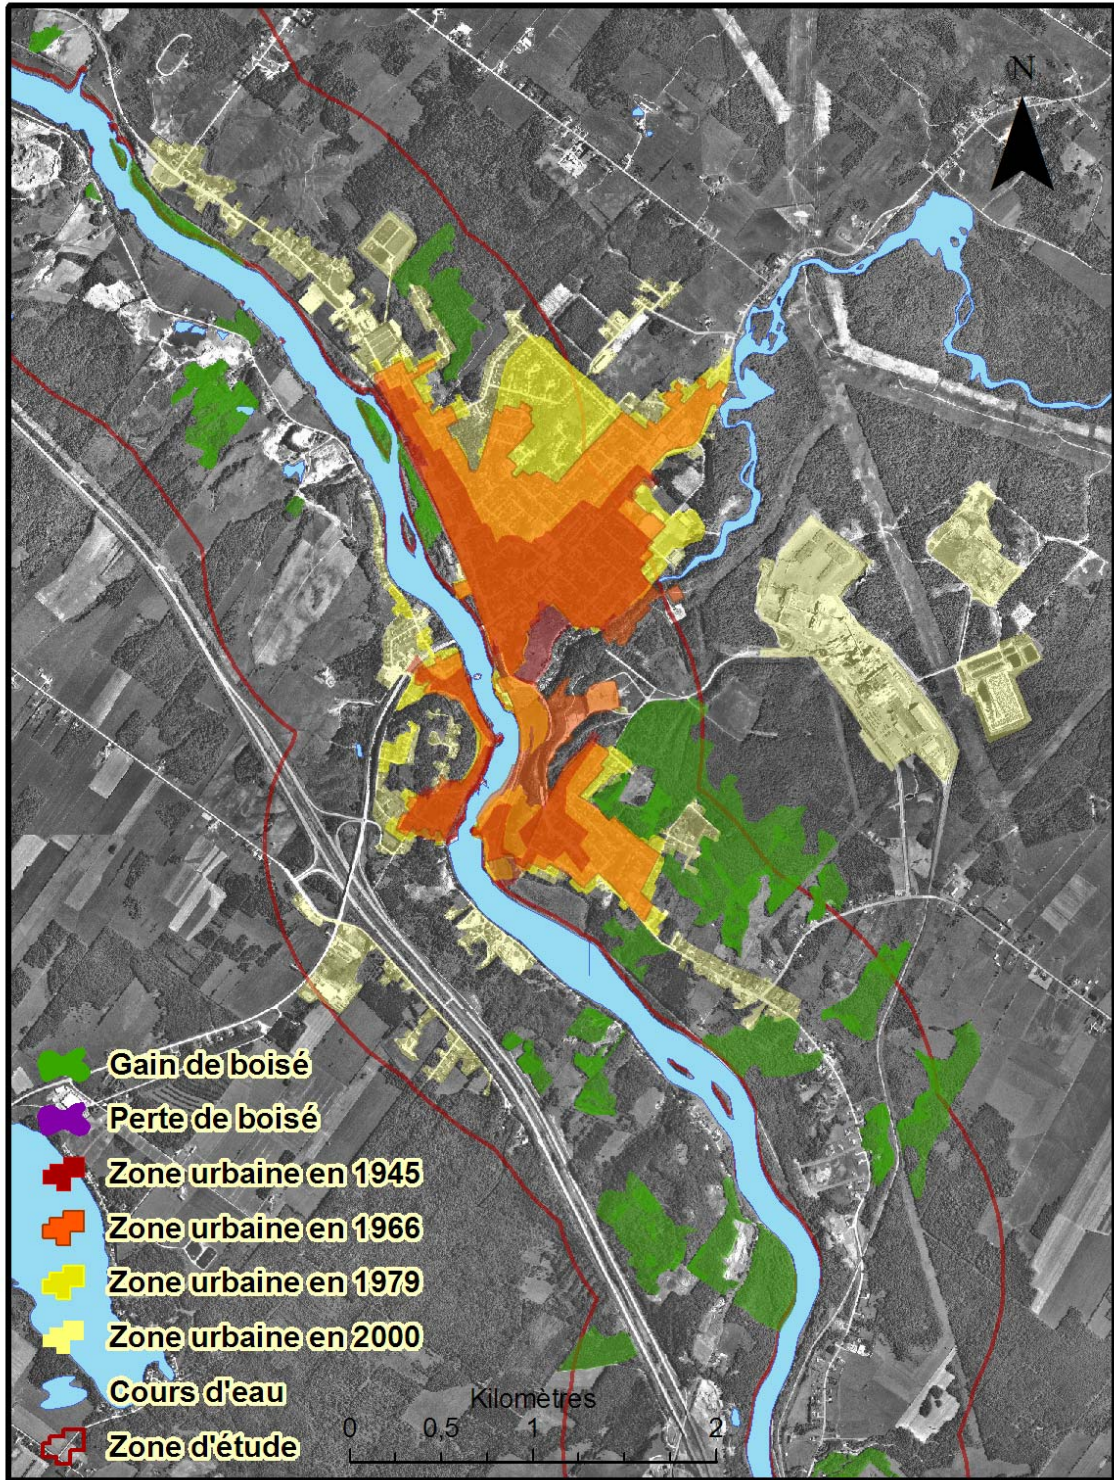 N
Gain de boisé
Perte de boisé
Zone urbaine en 1945
Zone urbaine en 1966
Zone urbaine en 1979
Zone urbaine en 2000
Cours d'eau
Zone d'étude
Kilomètres
0 0,5 1 2